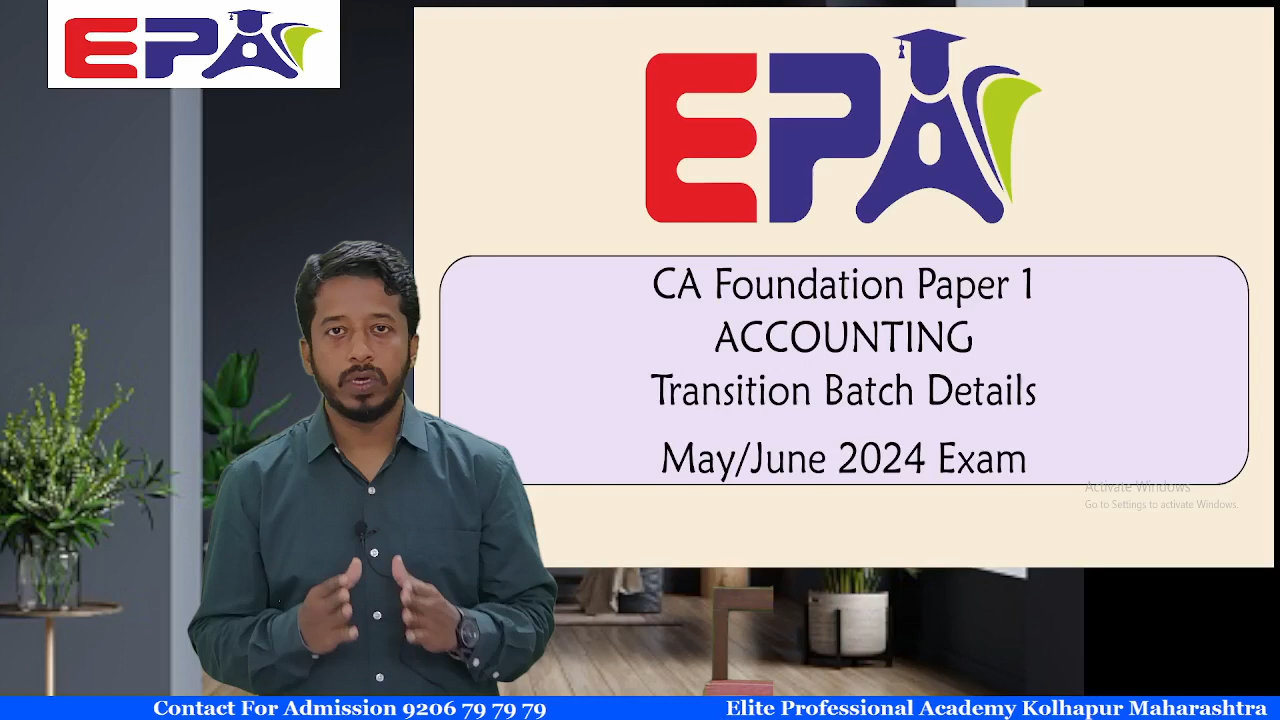 EPA
EPA
CA Foundation Paper 1
ACCOUNTING
Transition Batch Details
May/June 2024 Exam
Activate Windows
Go to Settings to activate Windows.
Contact For Admission 9206 79 79 79
Elite Professional Academy Kolhapur Maharashtra